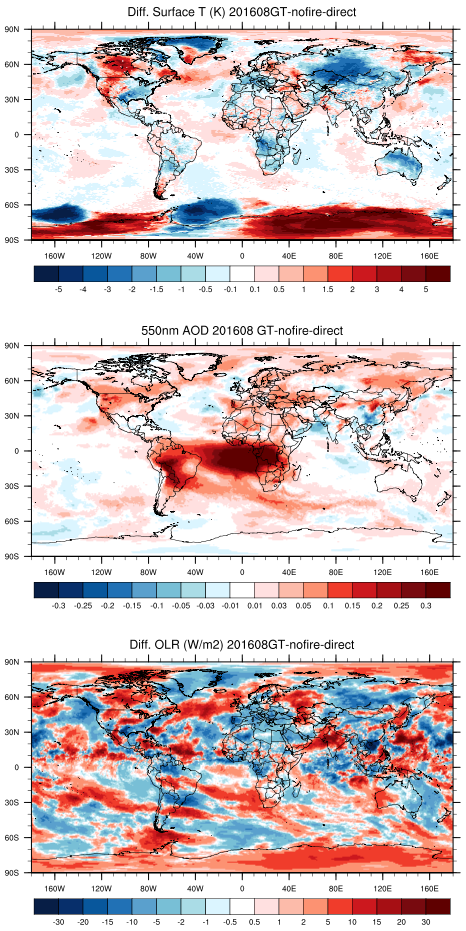 Diff. Surface T (K) 201608GT-nofire-direct
90N
60N
30N
0
30S
60S
90S
160W 120W 80W 40W 0W 40E 80E 120E 160E
-5 -4 -3 -2 -1.5 -1 -0.5 -0.1 0.1 0.5 1 1.5 2 3 4 5
550nm AOD 201608 GT-nofire-direct
90N
60N
30N
0
30S
60S
90S
160W 120W 80W 40W 0W 40E 80E 120E 160E
-0.3 -0.25 -0.2 -0.15 -0.1 -0.05 -0.03 -0.01 0.01 0.03 0.05 0.1 0.15 0.2 0.25 0.3
Diff. OLR (W/m2) 201608GT-nofire-direct
90N
60N
30N
0
30S
60S
90S
160W 120W 80W 40W 0W 40E 80E 120E 160E
-30 -20 -15 -10 -5 -2 -1 -0.5 0.5 1 2 5 10 15 20 30